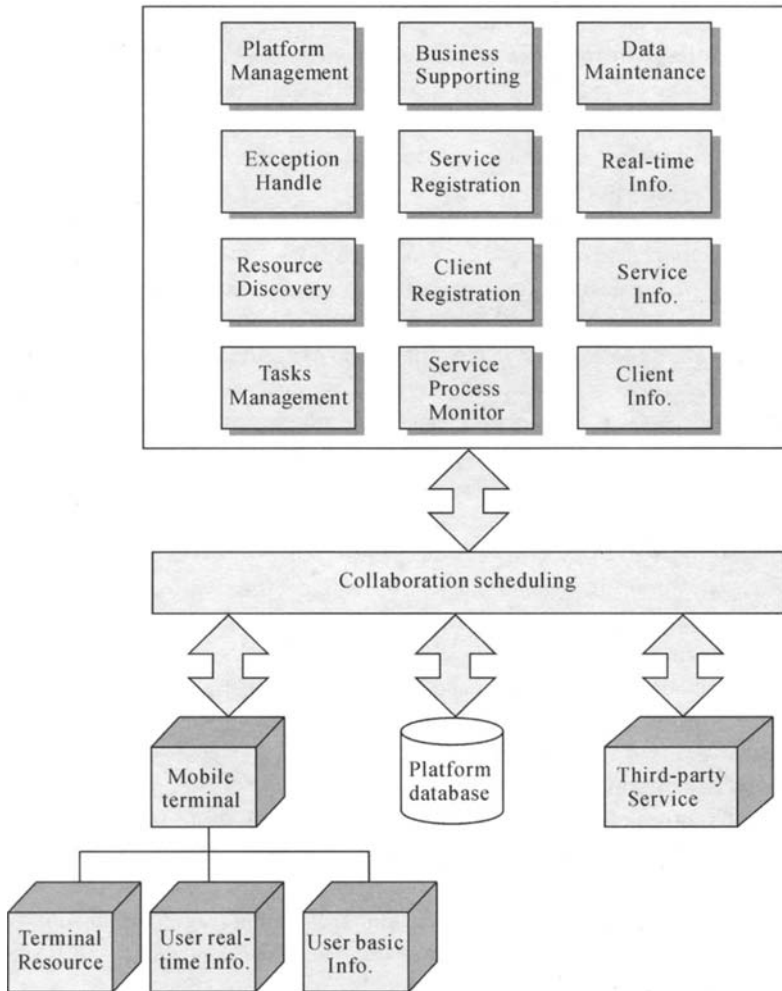 Platform
Management
Business
Supporting
Data
Maintenance
Exception
Handle
Service
Registration
Real-time
Info.
Resource
Discovery
Client
Registration
Service
Info.
Tasks
Management
Service
Process
Monitor
Client
Info.
Collaboration scheduling
Mobile
terminal
Platform
database
Third-party
Service
Terminal
Resource
User real-
time Info.
User basic
Info.